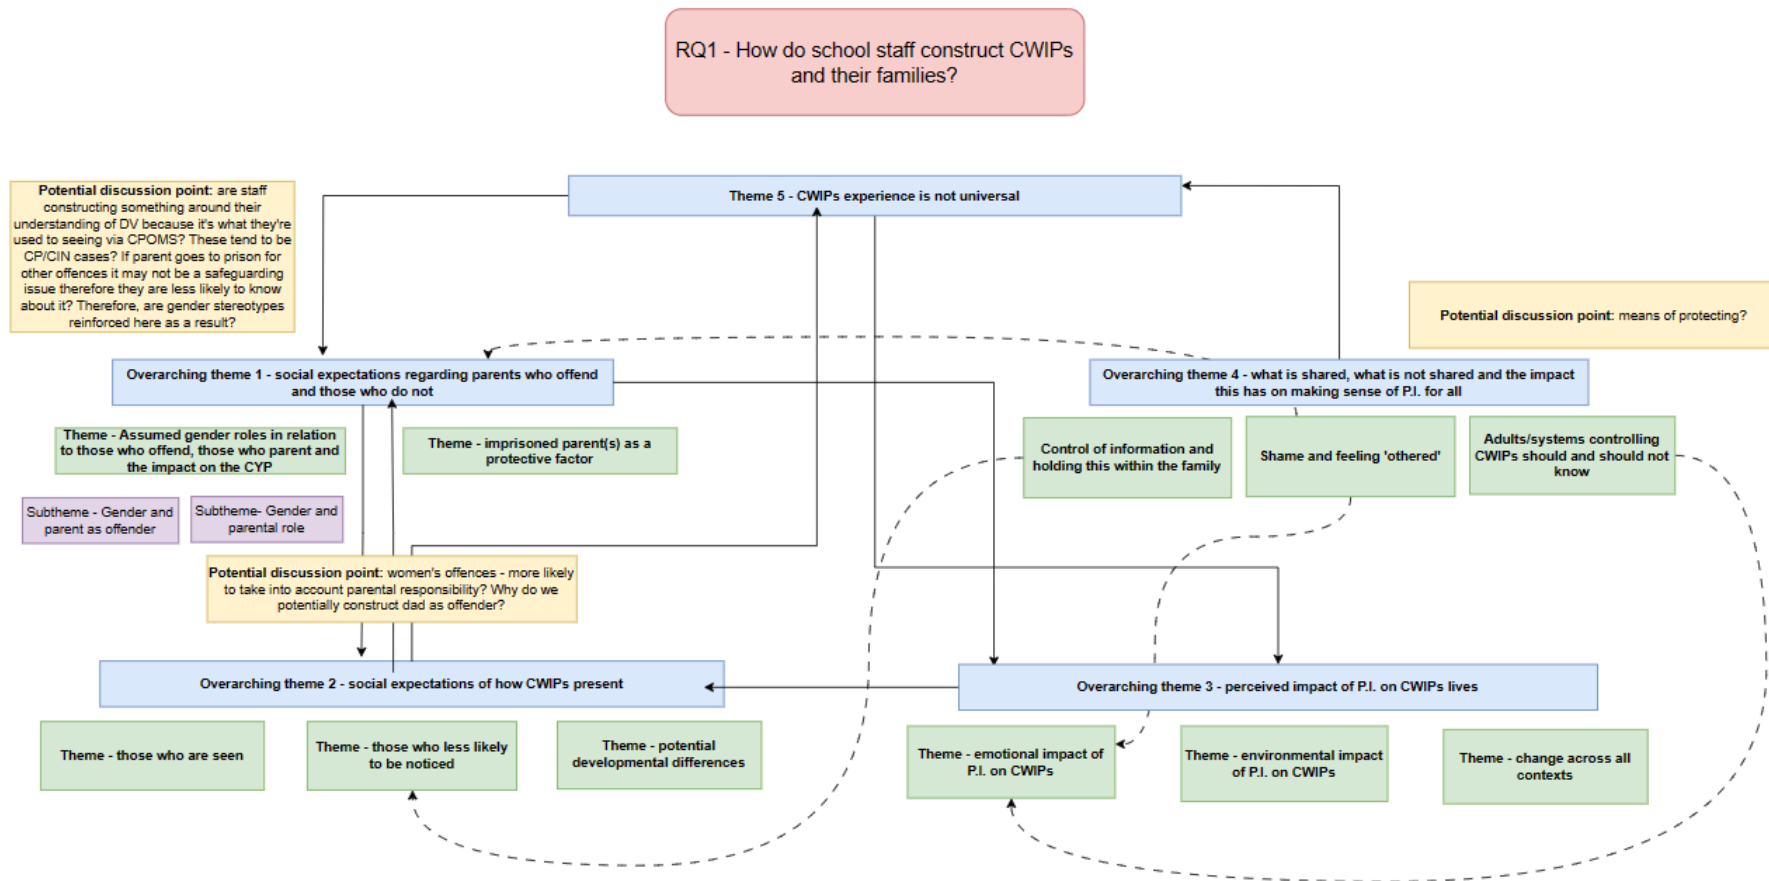 RQ1 - How do school staff construct CWIPs
and their families?
Theme 5 - CWIPs experience is not universal
Potential discussion point: are staff
constructing something around their
understanding of DV because it's what they're
used to seeing via CPOMS? These tend to be
CP/CIN cases? If parent goes to prison for
other offences it may not be a safeguarding
issue therefore they are less likely to know
about it? Therefore, are gender stereotypes
reinforced here as a result?
Potential discussion point: means of protecting?
Overarching theme 1 - social expectations regarding parents who offend
and those who do not
Overarching theme 4 - what is shared, what is not shared and the impact
this has on making sense of P.I. for all
Theme - Assumed gender roles in relation
to those who offend, those who parent and
the impact on the CYP
Theme - imprisoned parent(s) as a
protective factor
Control of information and
holding this within the family
Shame and feeling 'othered'
Adults/systems controlling
CWIPs should and should not
know
Subtheme - Gender and
parent as offender
Subtheme- Gender and
parental role
Potential discussion point: women's offences - more likely
to take into account parental responsibility? Why do we
potentially construct dad as offender?
Overarching theme 2 - social expectations of how CWIPs present
Overarching theme 3 - perceived impact of P.I. on CWIPs lives
Theme - those who are seen
Theme - those who less likely
to be noticed
Theme - potential
developmental differences
Theme - emotional impact of
P.I. on CWIPs
Theme - environmental impact
of P.I. on CWIPs
Theme - change across all
contexts